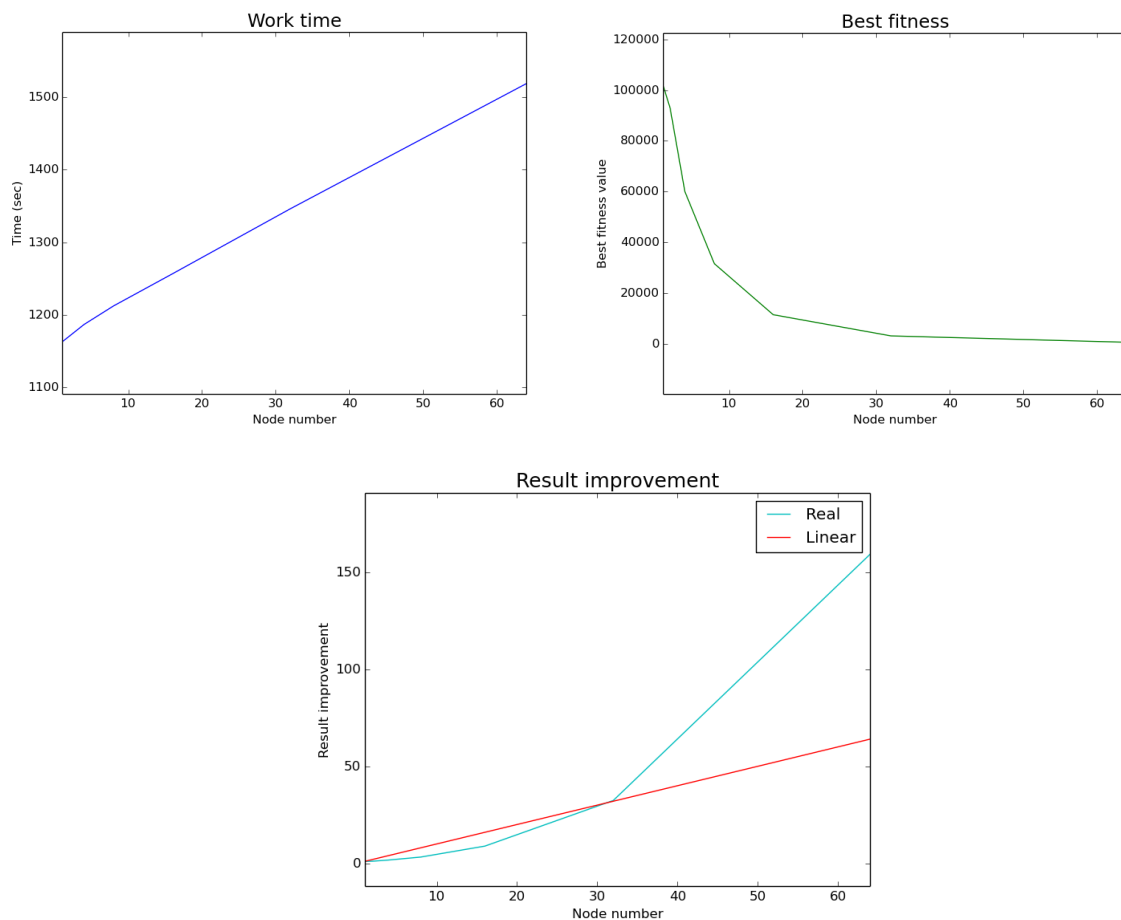 Work time
1500
1400
1300
1200
1100
Time (sec)
10 20 30 40 50 60
Node number
Best fitness
120000
100000
80000
60000
40000
20000
0
Best fitness value
10 20 30 40 50 60
Node number
Result improvement
Real
Linear
150
100
50
0
Result improvement
10 20 30 40 50 60
Node number